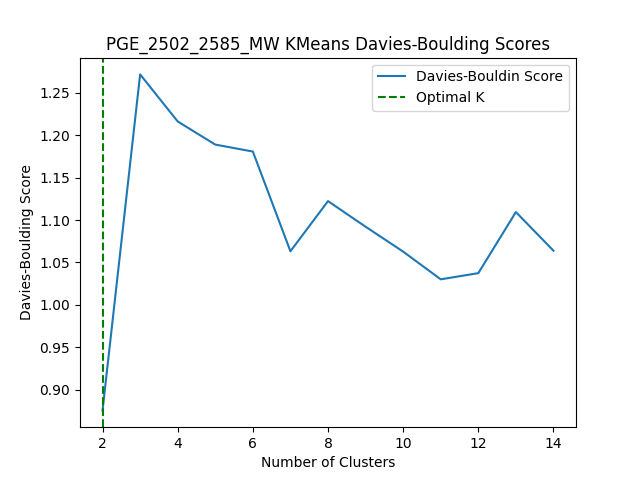 PGE_2502_2585_MW KMeans Davies-Boulding Scores
Davies-Bouldin Score
Optimal K
Davies-Boulding Score
1.25
1.20
1.15
1.10
1.05
1.00
0.95
0.90
2 4 6 8 10 12 14
Number of Clusters